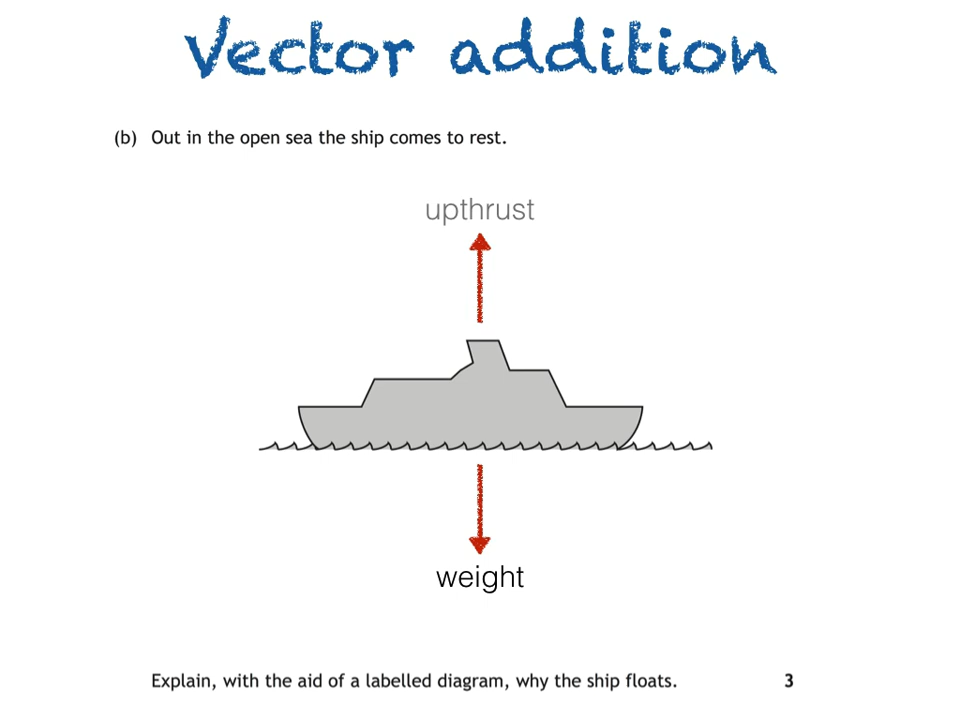 Vector addition
(b) Out in the open sea the ship comes to rest.
upthrust
weight
Explain, with the aid of a labelled diagram, why the ship floats. 3